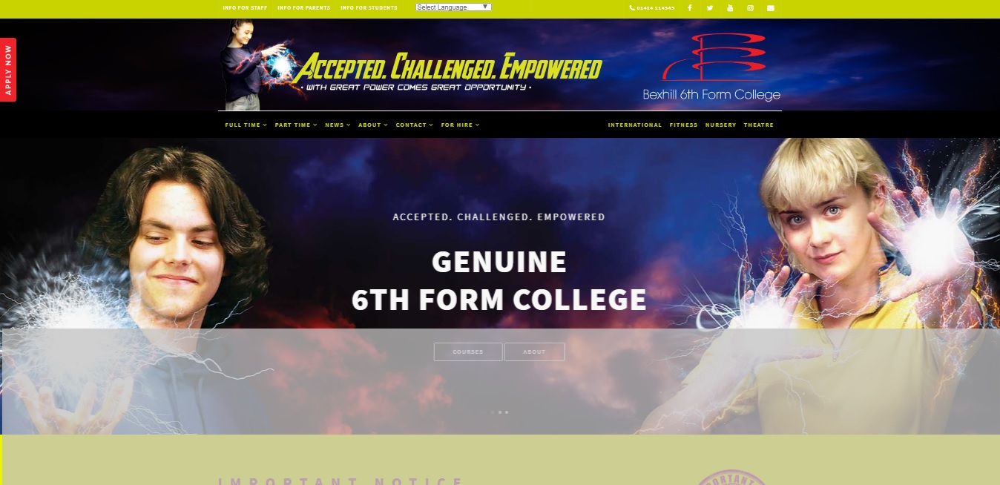 INFO FOR STAFF INFO FOR PARENTS INFO FOR STUDENTS Select Language 01424 214545
APPLY NOW
ACCEPTED. CHALLENGED. EMPOWERED
• WITH GREAT POWER COMES GREAT OPPORTUNITY •
Bexhill 6th Form College
FULL TIME PART TIME NEWS ABOUT CONTACT FOR HIRE INTERNATIONAL FITNESS NURSERY THEATRE
ACCEPTED. CHALLENGED. EMPOWERED
GENUINE
6TH FORM COLLEGE
COURSES ABOUT
IMPORTANT NOTICE